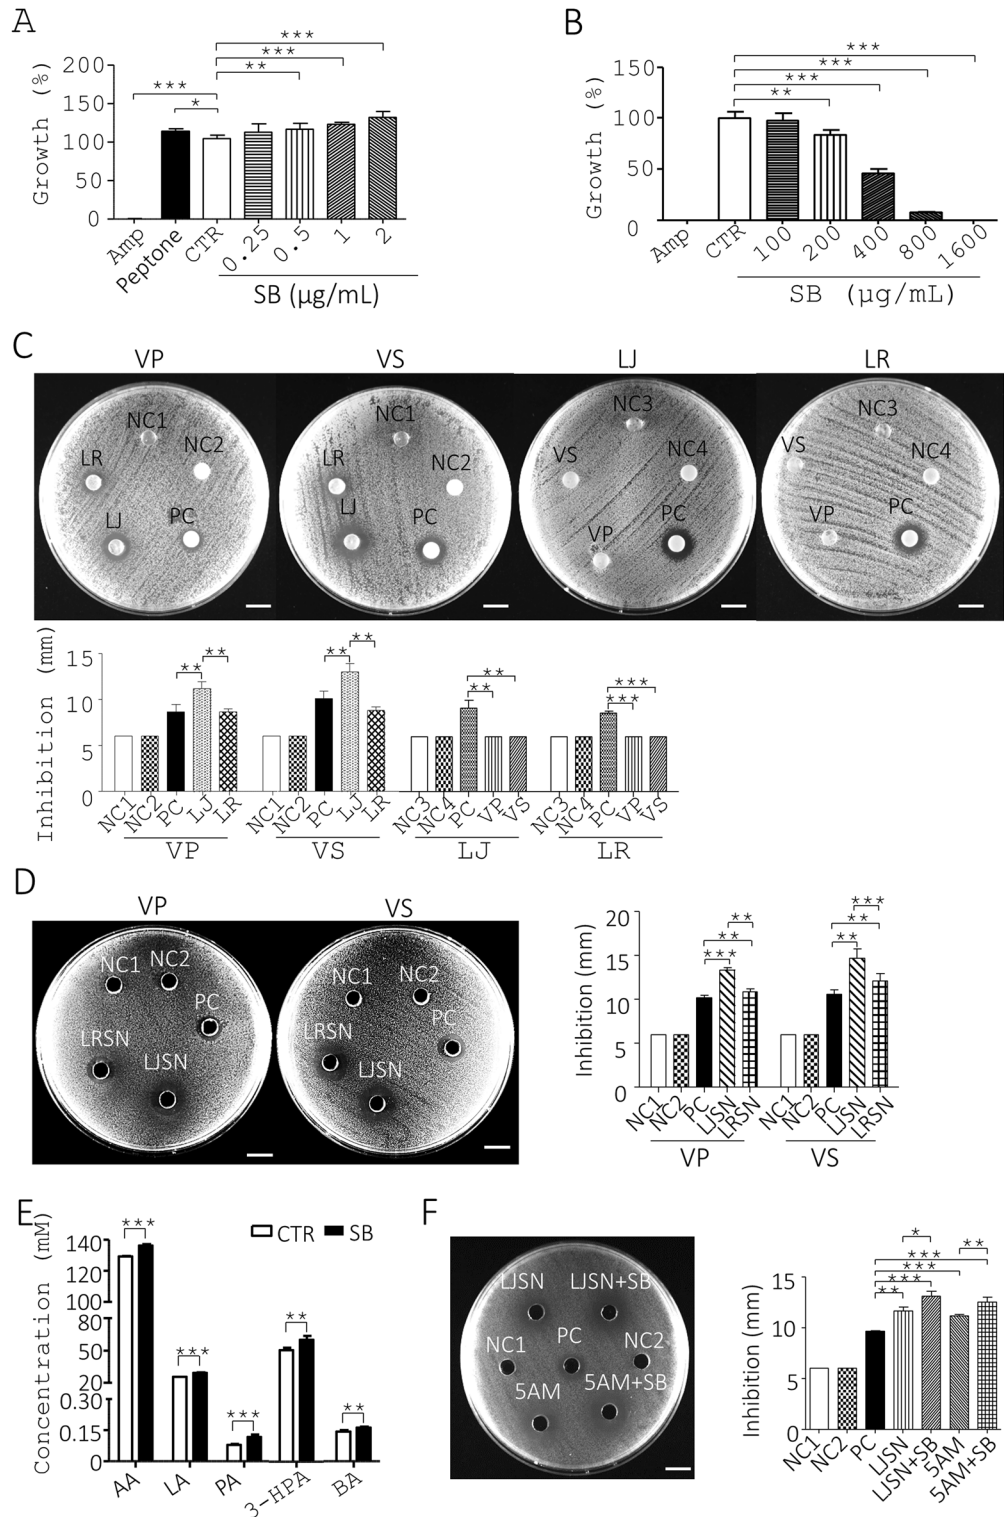 A
***
***
**
***
*
Growth (%)
200
150
100
50
0
Amp
Peptone
CTR
0.25
0.5
1
2
SB (µg/mL)
B
***
***
***
**
Growth (%)
150
100
50
0
Amp
CTR
100
200
400
800
1600
SB (µg/mL)
C
VP
VS
LJ
LR
NC1
NC2
LR
LJ
PC
NC1
NC2
LR
LJ
PC
NC3
NC4
VS
VP
PC
NC3
NC4
VS
VP
PC
Inhibition (mm)
15
10
5
0
** **
** **
**
**
***
***
NC1 NC2 PC LJ LR
NC1 NC2 PC LJ LR
NC3 NC4 PC VP VS
NC3 NC4 PC VP VS
VP VS LJ LR
D
VP
VS
NC1
NC2
PC
LRSN
LJSN
NC1
NC2
PC
LRSN
LJSN
Inhibition (mm)
20
15
10
5
0
**
**
***
***
**
**
NC1 NC2 PC LJSN LRSN
NC1 NC2 PC LJSN LRSN
VP VS
E
CTR SB
Concentration (mM)
140
120
100
80
50
20
0.30
0.15
0
***
***
***
**
**
AA LA PA 3-HPA BA
F
LJSN
LJSN+SB
NC1
PC
NC2
5AM
5AM+SB
Inhibition (mm)
15
10
5
0
*
**
***
***
***
**
NC1
NC2
PC
LJSN
LJSN+SB
5AM
5AM+SB